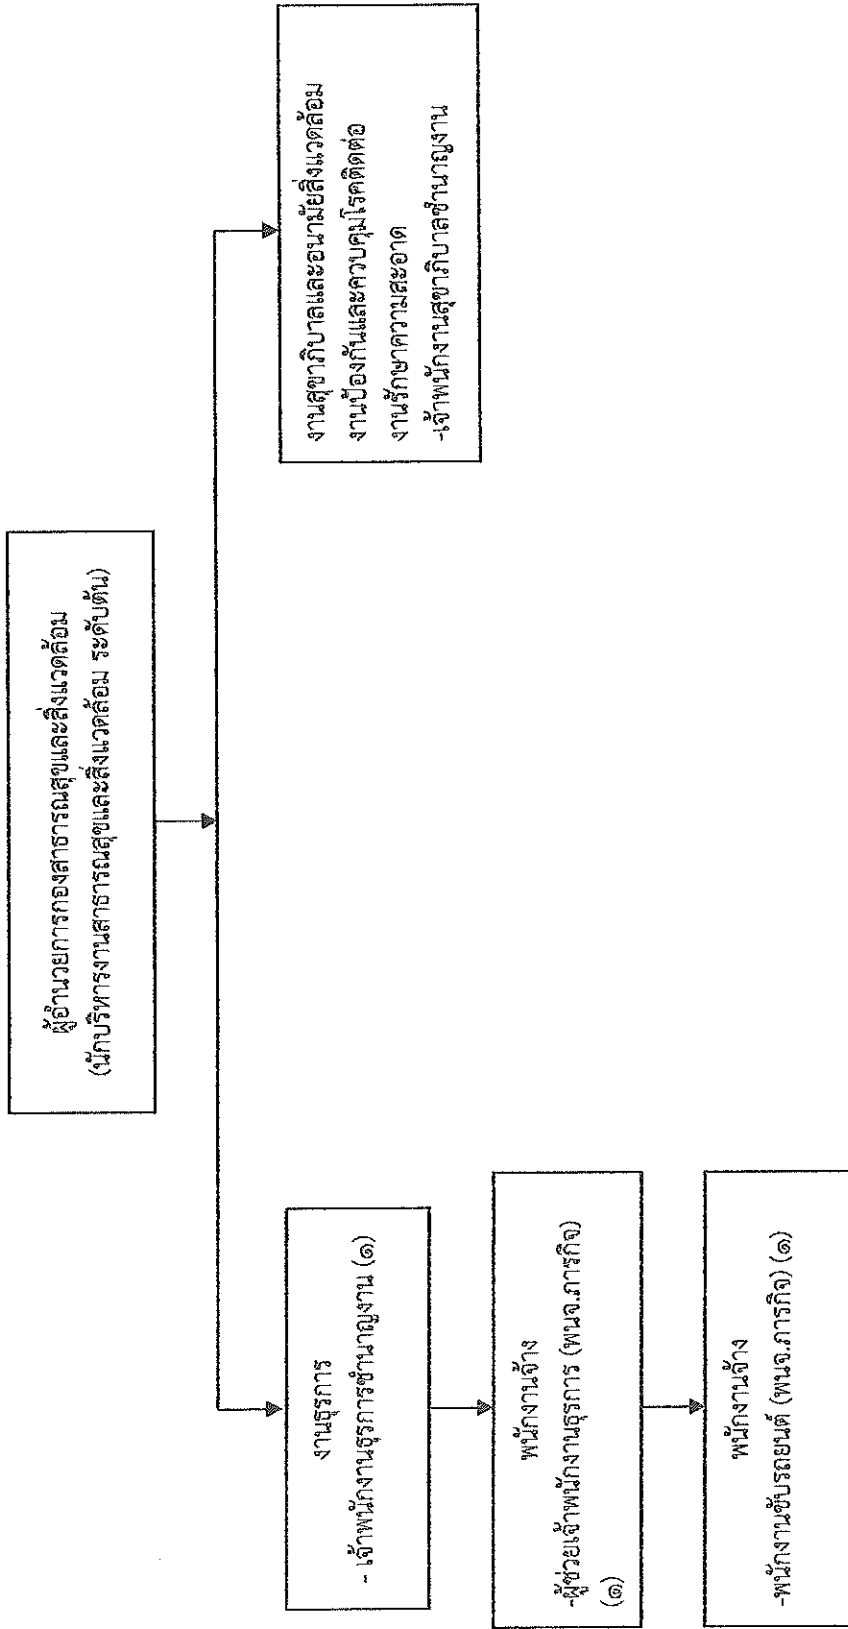 ผู้อำนวยการกองสาธารณสุขและสิ่งแวดล้อม
(นักบริหารงานสาธารณสุขและสิ่งแวดล้อม ระดับต้น)
งานธุรการ
- เจ้าพนักงานธุรการชำนาญงาน (๑)
พนักงานจ้าง
-ผู้ช่วยเจ้าพนักงานธุรการ (พนจ.ภารกิจ)
(๑)
พนักงานจ้าง
-พนักงานขับรถยนต์ (พนจ.ภารกิจ) (๑)
งานสุขาภิบาลและอนามัยสิ่งแวดล้อม
งานป้องกันและควบคุมโรคติดต่อ
งานรักษาความสะอาด
-เจ้าพนักงานสุขาภิบาลชำนาญงาน